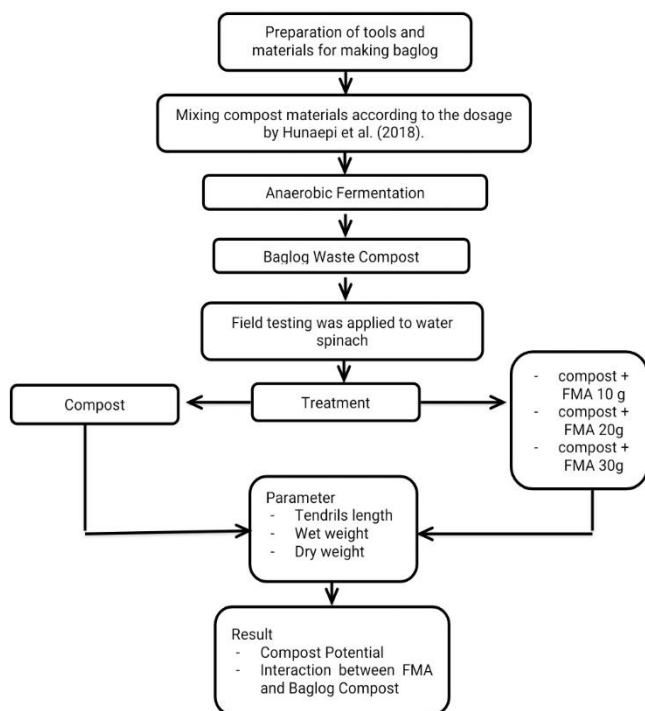 Preparation of tools and
materials for making baglog
Mixing compost materials according to the dosage
by Hunaepi et al. (2018).
Anaerobic Fermentation
Baglog Waste Compost
Field testing was applied to water
spinach
Compost
Treatment
- compost +
FMA 10 g
- compost +
FMA 20g
- compost +
FMA 30g
Parameter
- Tendrils length
- Wet weight
- Dry weight
Result
- Compost Potential
- Interaction between FMA
and Baglog Compost